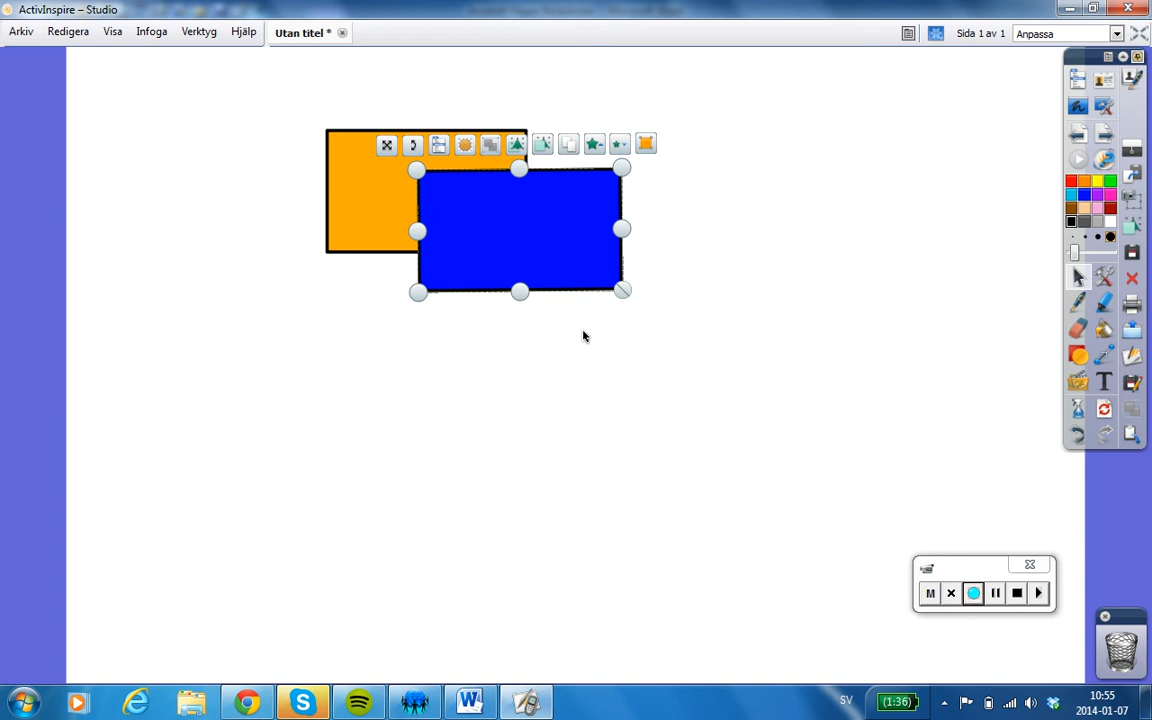 ActivInspire – Studio
Arkiv Redigera Visa Infoga Verktyg Hjälp Utan titel * Sida 1 av 1 Anpassa
T
M
SV (1:36) 10:55
2014-01-07